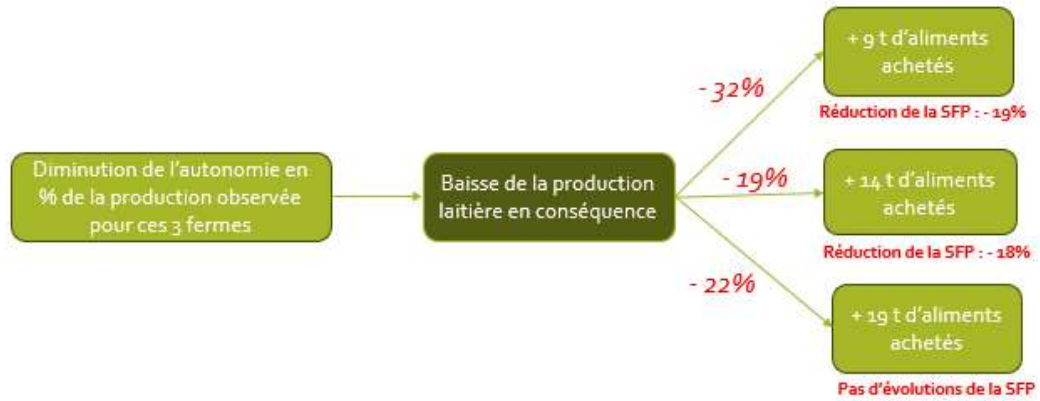 Diminution de l'autonomie en
% de la production observée
pour ces 3 fermes
Baisse de la production
laitière en conséquence
- 32%
+ 9 t d'aliments
achetés
Réduction de la SFP : - 19%
- 19%
+ 14 t d'aliments
achetés
Réduction de la SFP : - 18%
- 22%
+ 19 t d'aliments
achetés
Pas d'évolutions de la SFP